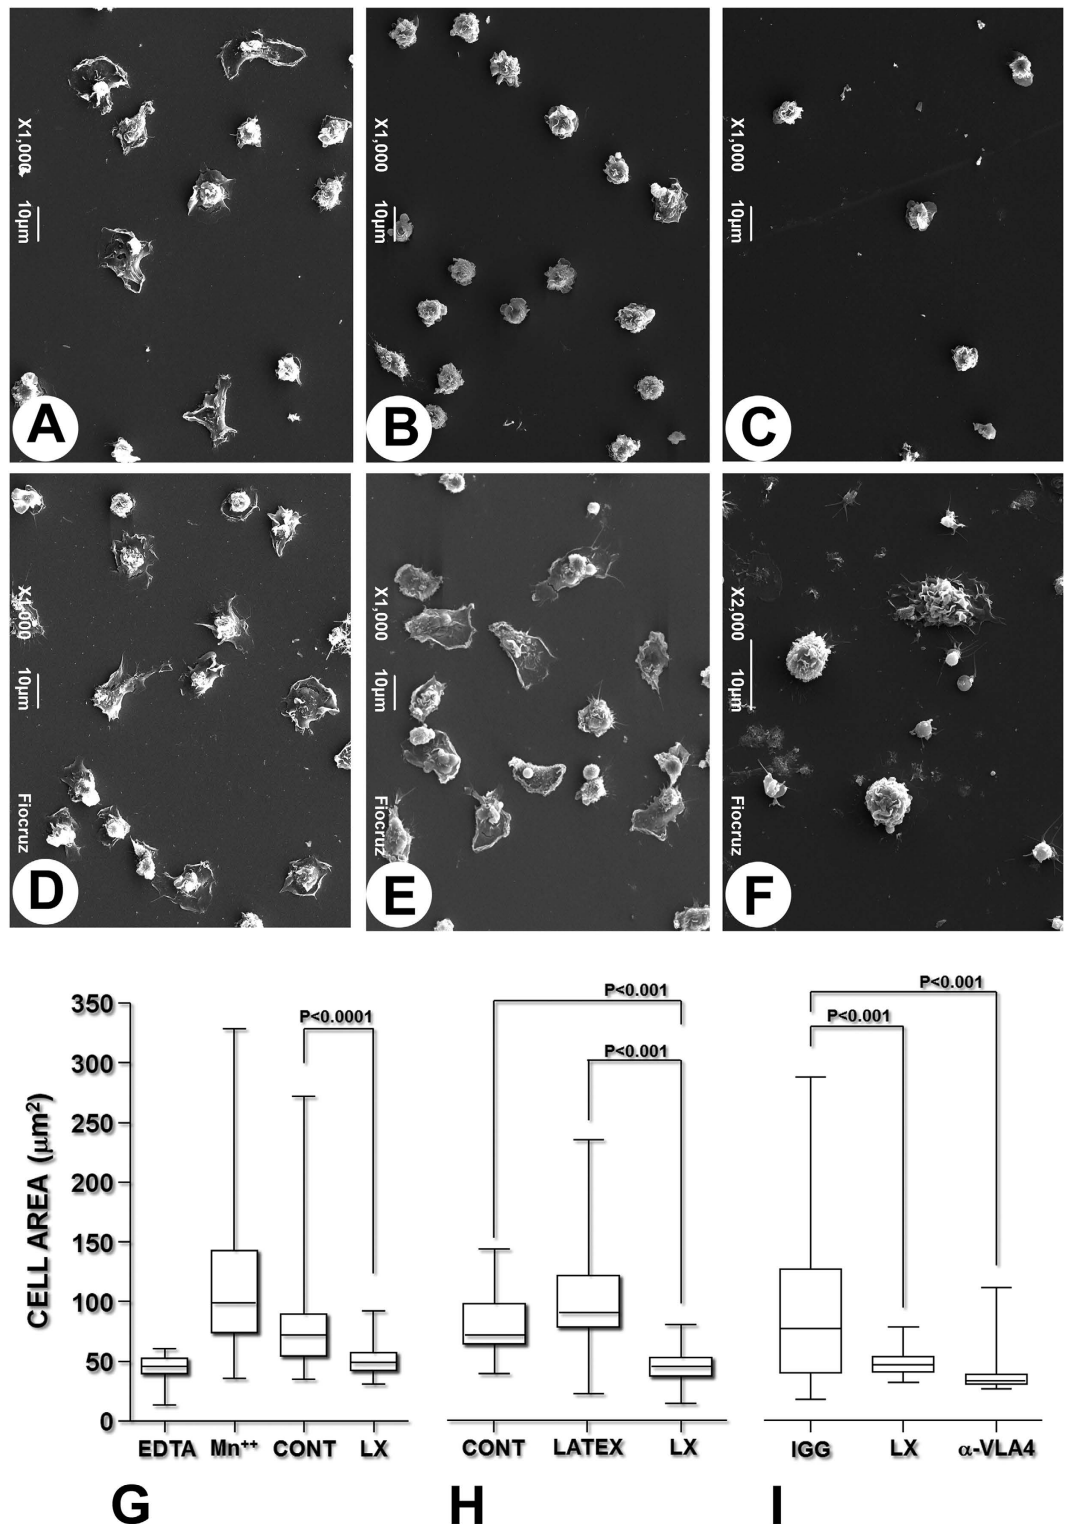 X1,000
10μm
A
X1,000
10μm
B
X1,000
10μm
C
X1,000
10μm
Fiocruz
D
X1,000
10μm
Fiocruz
E
X2,000
10μm
Fiocruz
F
CELL AREA (μm²)
350
300
250
200
150
100
50
0
P<0.0001
EDTA Mn⁺⁺ CONT LX
G
P<0.001
P<0.001
CONT LATEX LX
H
P<0.001
P<0.001
IGG LX α-VLA4
I